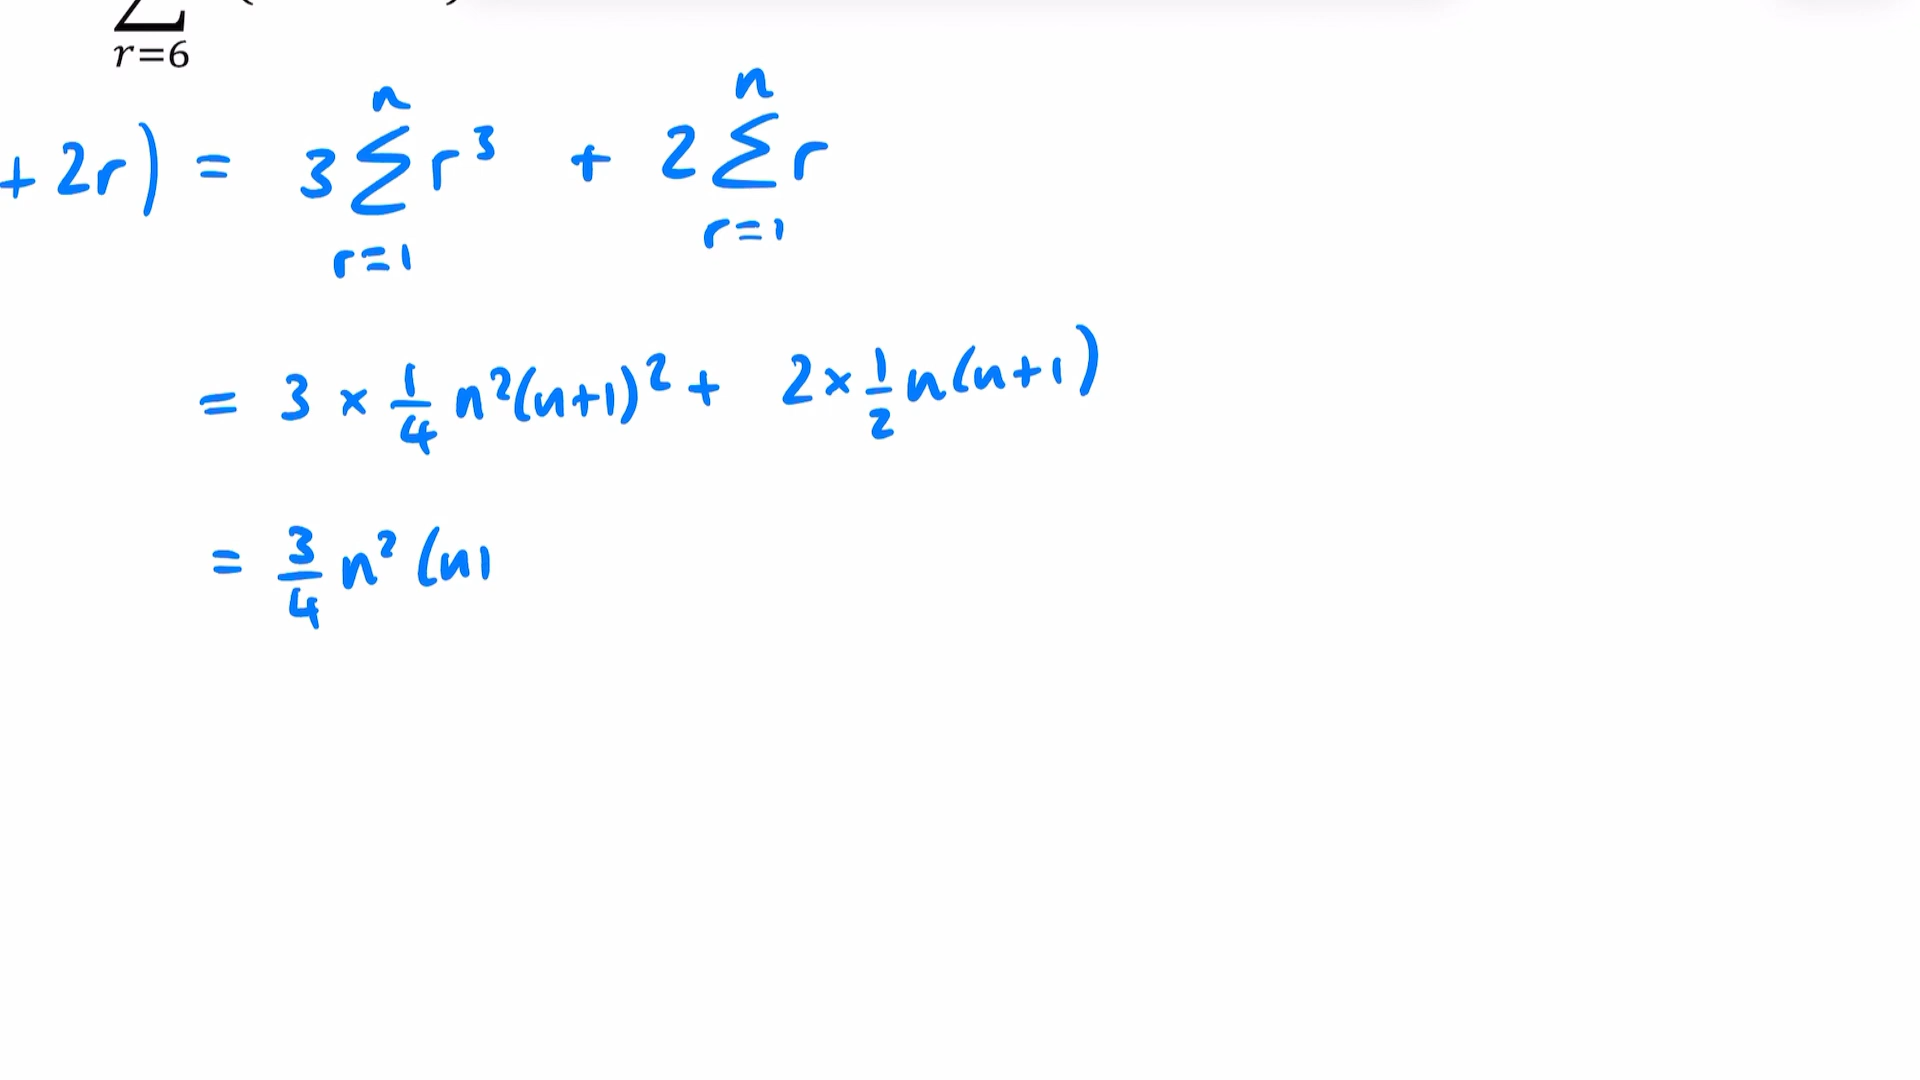 ∑
r=6
+ 2r) = 3 ∑ r³ + 2 ∑ r
n n
r=1 r=1
= 3 × 1/4 n²(n+1)² + 2 × 1/2 n(n+1)
= 3/4 n² (n